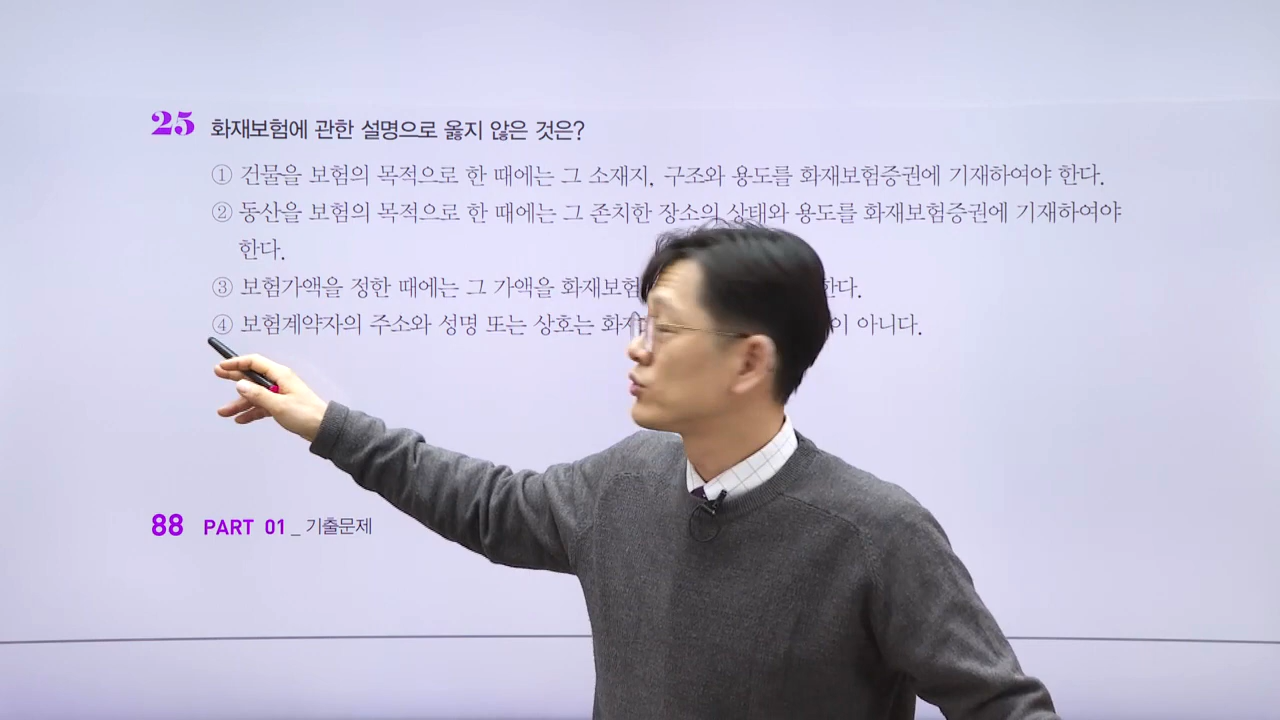 25 화재보험에 관한 설명으로 옳지 않은 것은?
① 건물을 보험의 목적으로 한 때에는 그 소재지, 구조와 용도를 화재보험증권에 기재하여야 한다.
② 동산을 보험의 목적으로 한 때에는 그 존치한 장소의 상태와 용도를 화재보험증권에 기재하여야
한다.
③ 보험가액을 정한 때에는 그 가액을 화재보험 한다.
④ 보험계약자의 주소와 성명 또는 상호는 아니다.
88 PART 01 _ 기출문제